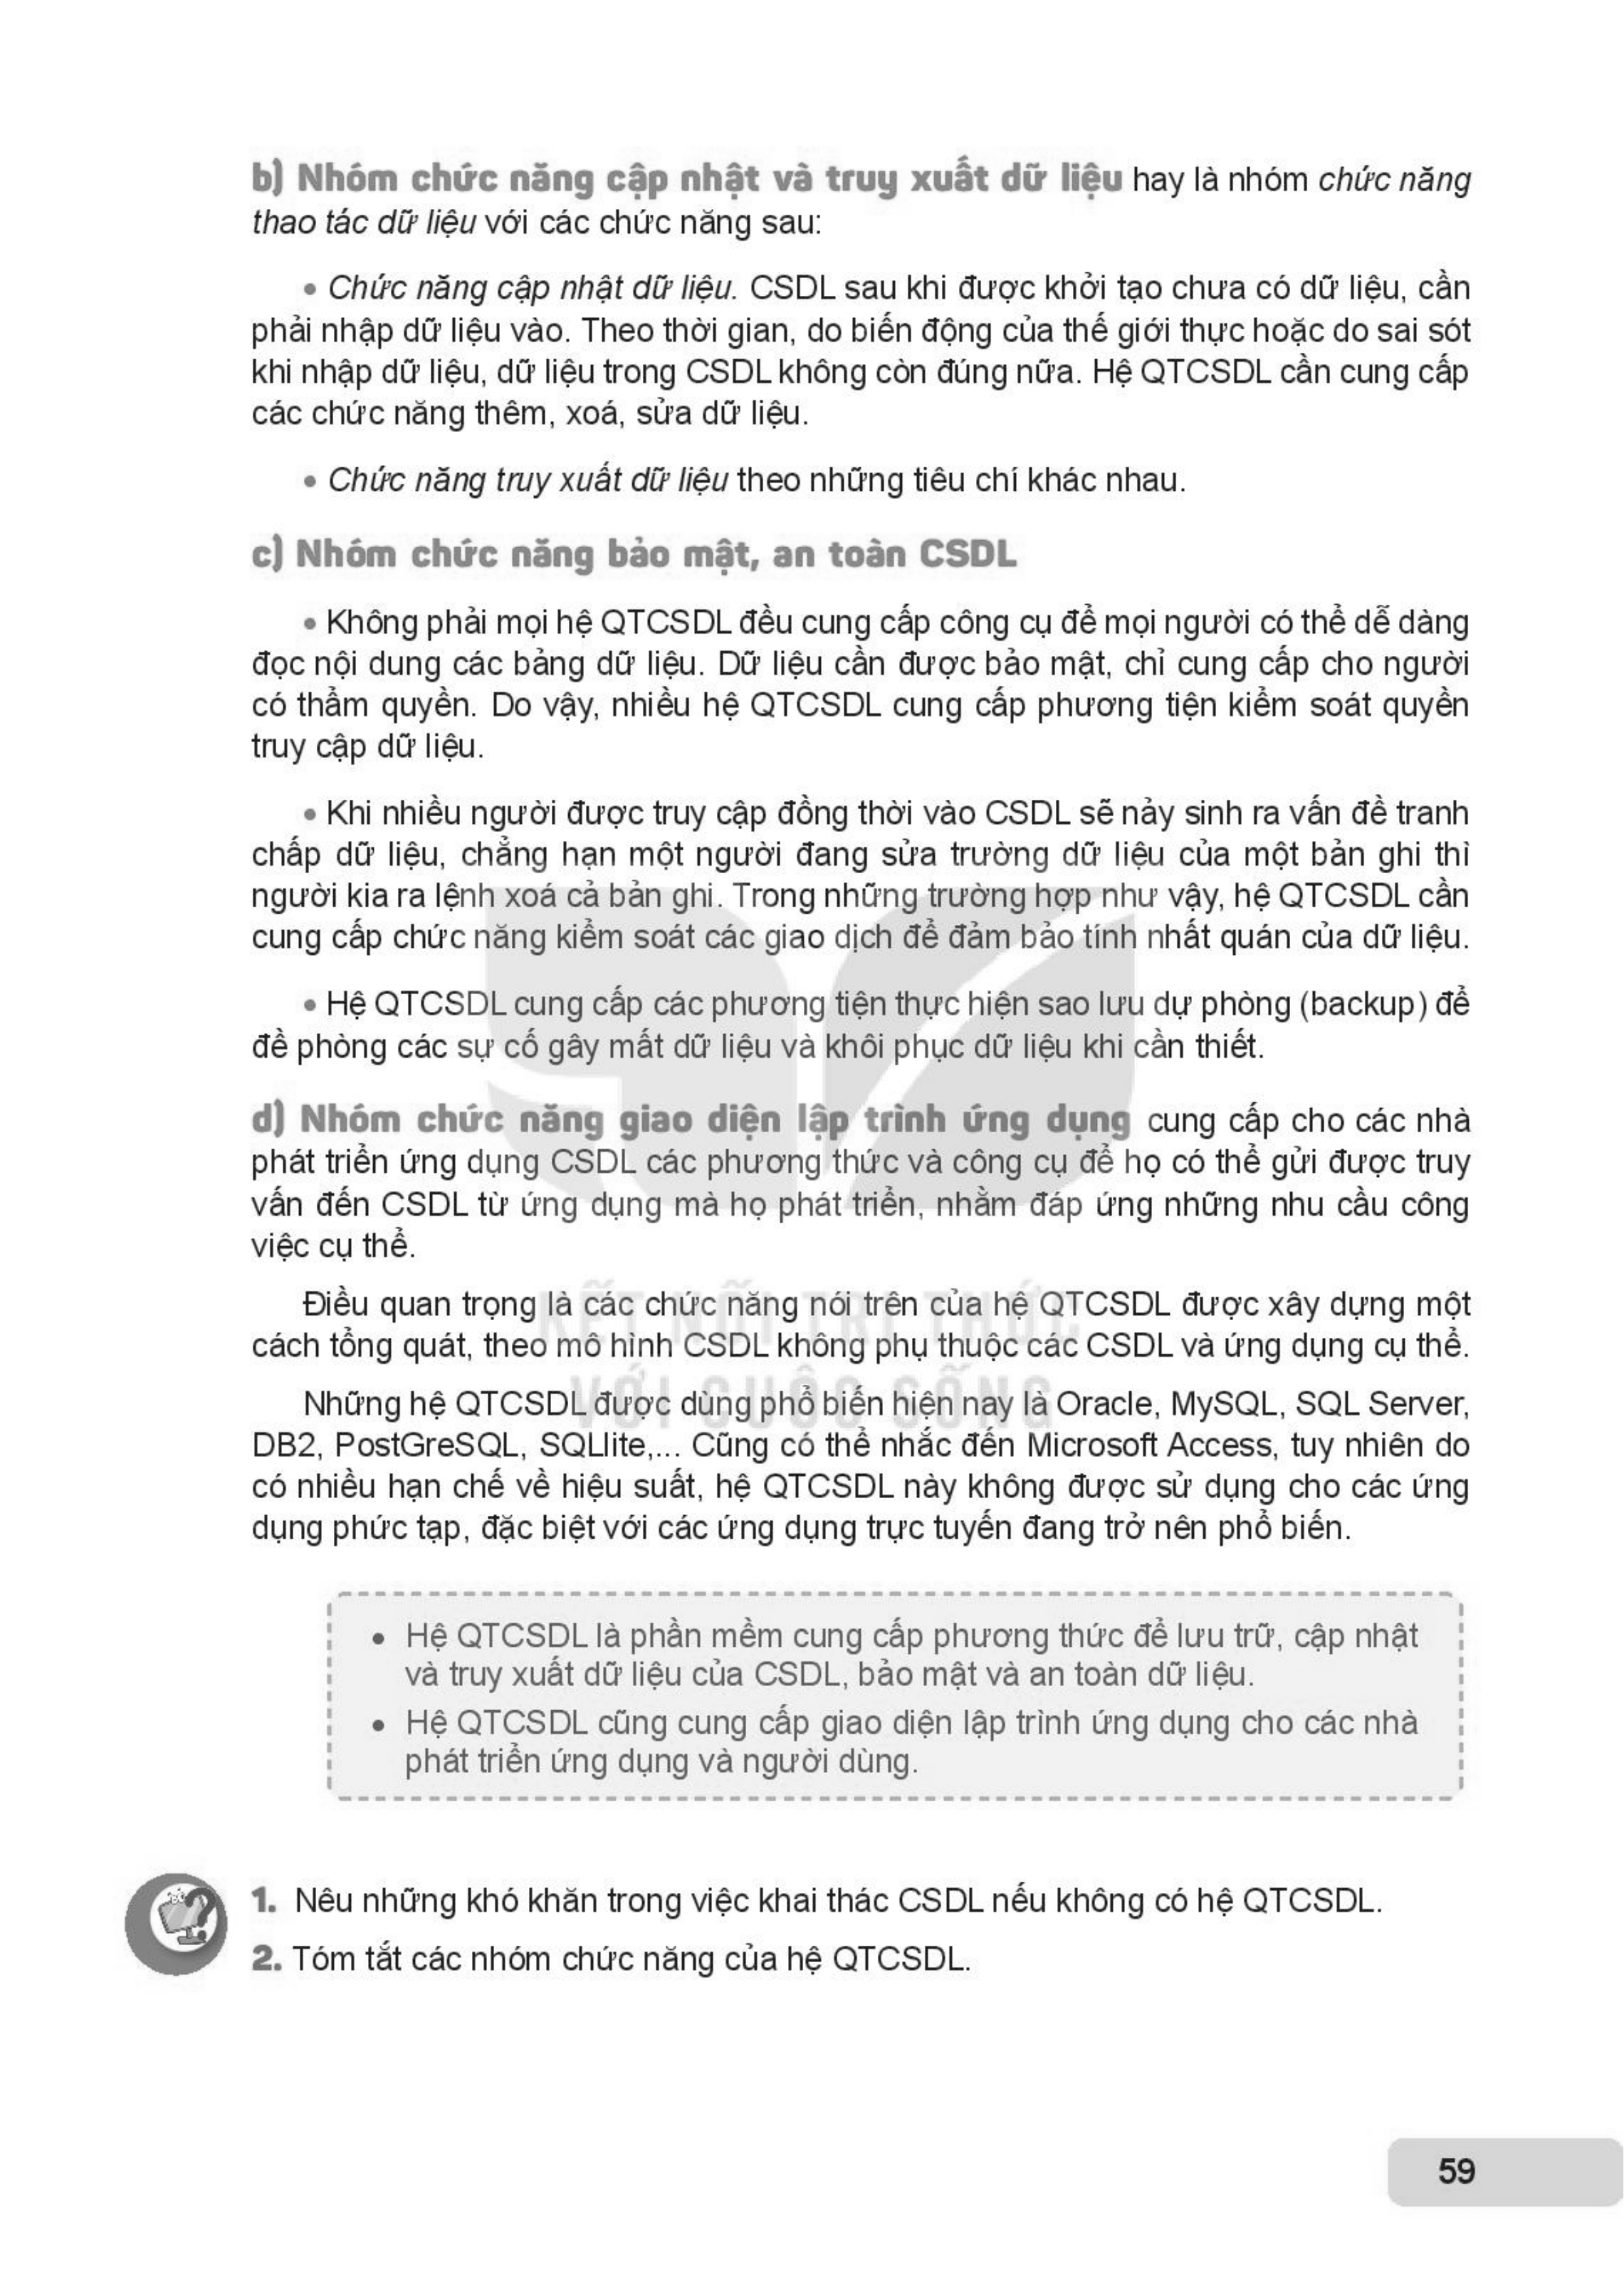 b) Nhóm chức năng cập nhật và truy xuất dữ liệu hay là nhóm chức năng
thao tác dữ liệu với các chức năng sau:
• Chức năng cập nhật dữ liệu. CSDL sau khi được khởi tạo chưa có dữ liệu, cần
phải nhập dữ liệu vào. Theo thời gian, do biến động của thế giới thực hoặc do sai sót
khi nhập dữ liệu, dữ liệu trong CSDL không còn đúng nữa. Hệ QTCSDL cần cung cấp
các chức năng thêm, xoá, sửa dữ liệu.
• Chức năng truy xuất dữ liệu theo những tiêu chí khác nhau.
c) Nhóm chức năng bảo mật, an toàn CSDL
• Không phải mọi hệ QTCSDL đều cung cấp công cụ để mọi người có thể dễ dàng
đọc nội dung các bảng dữ liệu. Dữ liệu cần được bảo mật, chỉ cung cấp cho người
có thẩm quyền. Do vậy, nhiều hệ QTCSDL cung cấp phương tiện kiểm soát quyền
truy cập dữ liệu.
• Khi nhiều người được truy cập đồng thời vào CSDL sẽ nảy sinh ra vấn đề tranh
chấp dữ liệu, chẳng hạn một người đang sửa trường dữ liệu của một bản ghi thì
người kia ra lệnh xoá cả bản ghi. Trong những trường hợp như vậy, hệ QTCSDL cần
cung cấp chức năng kiểm soát các giao dịch để đảm bảo tính nhất quán của dữ liệu.
• Hệ QTCSDL cung cấp các phương tiện thực hiện sao lưu dự phòng (backup) để
đề phòng các sự cố gây mất dữ liệu và khôi phục dữ liệu khi cần thiết.
d) Nhóm chức năng giao diện lập trình ứng dụng cung cấp cho các nhà
phát triển ứng dụng CSDL các phương thức và công cụ để họ có thể gửi được truy
vấn đến CSDL từ ứng dụng mà họ phát triển, nhằm đáp ứng những nhu cầu công
việc cụ thể.
Điều quan trọng là các chức năng nói trên của hệ QTCSDL được xây dựng một
cách tổng quát, theo mô hình CSDL không phụ thuộc các CSDL và ứng dụng cụ thể.
KẾT NỐI TRI THỨC
VỚI CUỘC SỐNG
Những hệ QTCSDL được dùng phổ biến hiện nay là Oracle, MySQL, SQL Server,
DB2, PostGreSQL, SQLlite,... Cũng có thể nhắc đến Microsoft Access, tuy nhiên do
có nhiều hạn chế về hiệu suất, hệ QTCSDL này không được sử dụng cho các ứng
dụng phức tạp, đặc biệt với các ứng dụng trực tuyến đang trở nên phổ biến.
• Hệ QTCSDL là phần mềm cung cấp phương thức để lưu trữ, cập nhật
và truy xuất dữ liệu của CSDL, bảo mật và an toàn dữ liệu.
• Hệ QTCSDL cũng cung cấp giao diện lập trình ứng dụng cho các nhà
phát triển ứng dụng và người dùng.
1. Nêu những khó khăn trong việc khai thác CSDL nếu không có hệ QTCSDL.
2. Tóm tắt các nhóm chức năng của hệ QTCSDL.
59